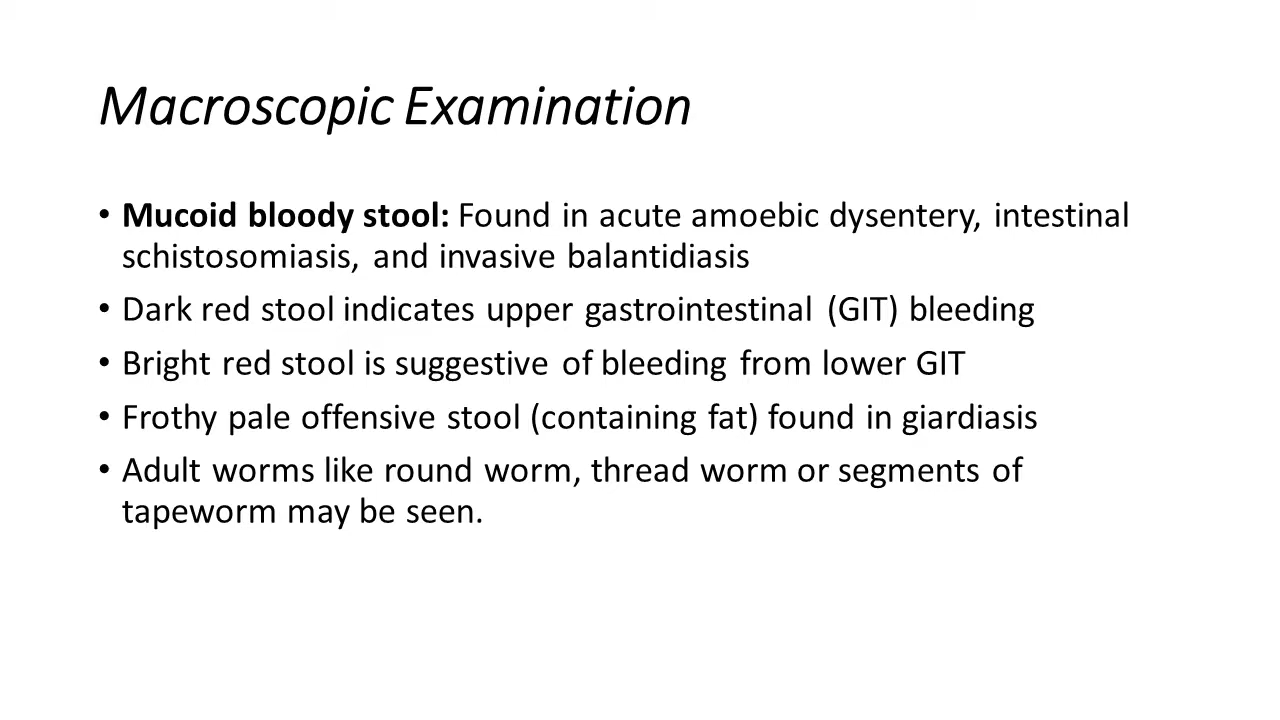 Macroscopic Examination
• Mucoid bloody stool: Found in acute amoebic dysentery, intestinal
schistosomiasis, and invasive balantidiasis
• Dark red stool indicates upper gastrointestinal (GIT) bleeding
• Bright red stool is suggestive of bleeding from lower GIT
• Frothy pale offensive stool (containing fat) found in giardiasis
• Adult worms like round worm, thread worm or segments of
tapeworm may be seen.